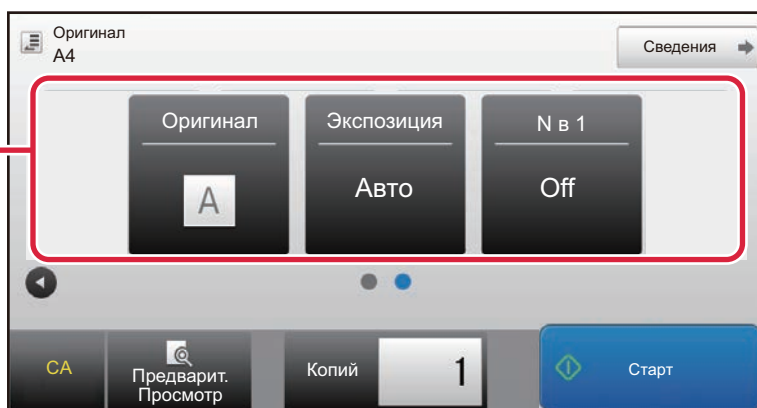 Оригинал
A4
Сведения
Оригинал
Экспозиция
N в 1
A
Авто
Off
CA
Предварит.
Просмотр
Копий
1
Старт